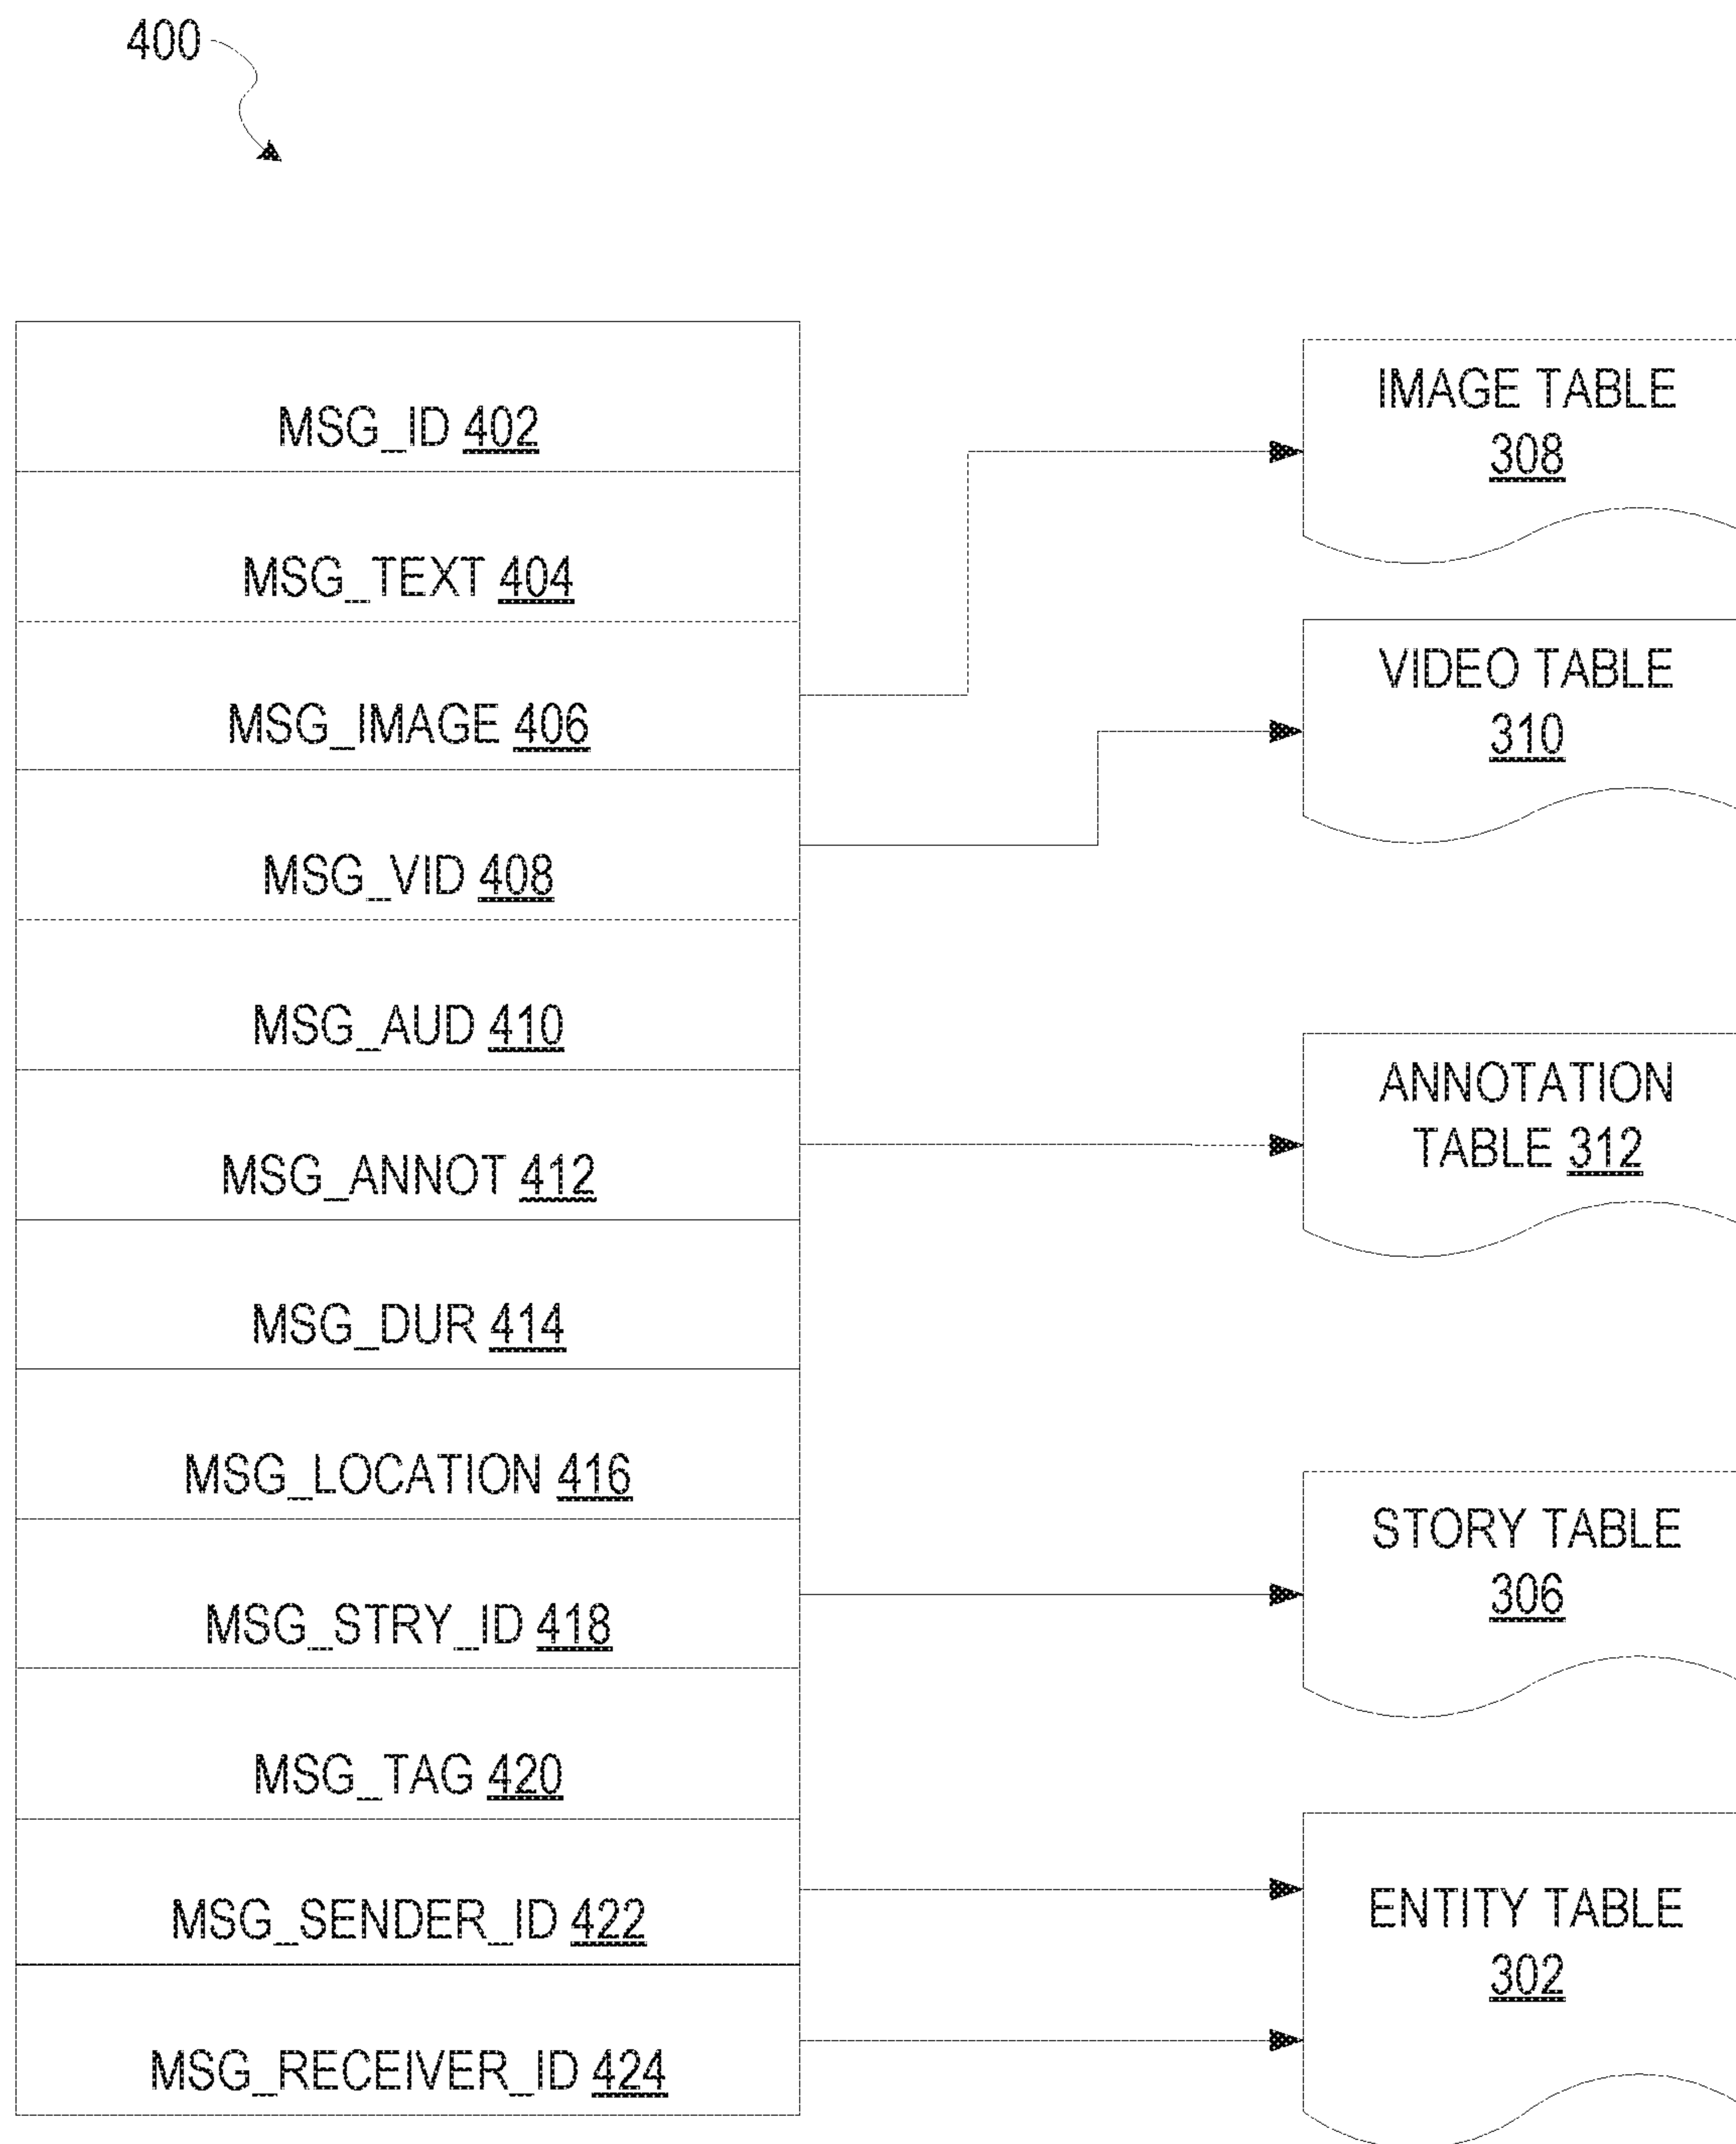 400
MSG_ID 402
MSG_TEXT 404
MSG_IMAGE 406
MSG_VID 408
MSG_AUD 410
MSG_ANNOT 412
MSG_DUR 414
MSG_LOCATION 416
MSG_STRY_ID 418
MSG_TAG 420
MSG_SENDER_ID 422
MSG_RECEIVER_ID 424
IMAGE TABLE
308
VIDEO TABLE
310
ANNOTATION
TABLE 312
STORY TABLE
306
ENTITY TABLE
302